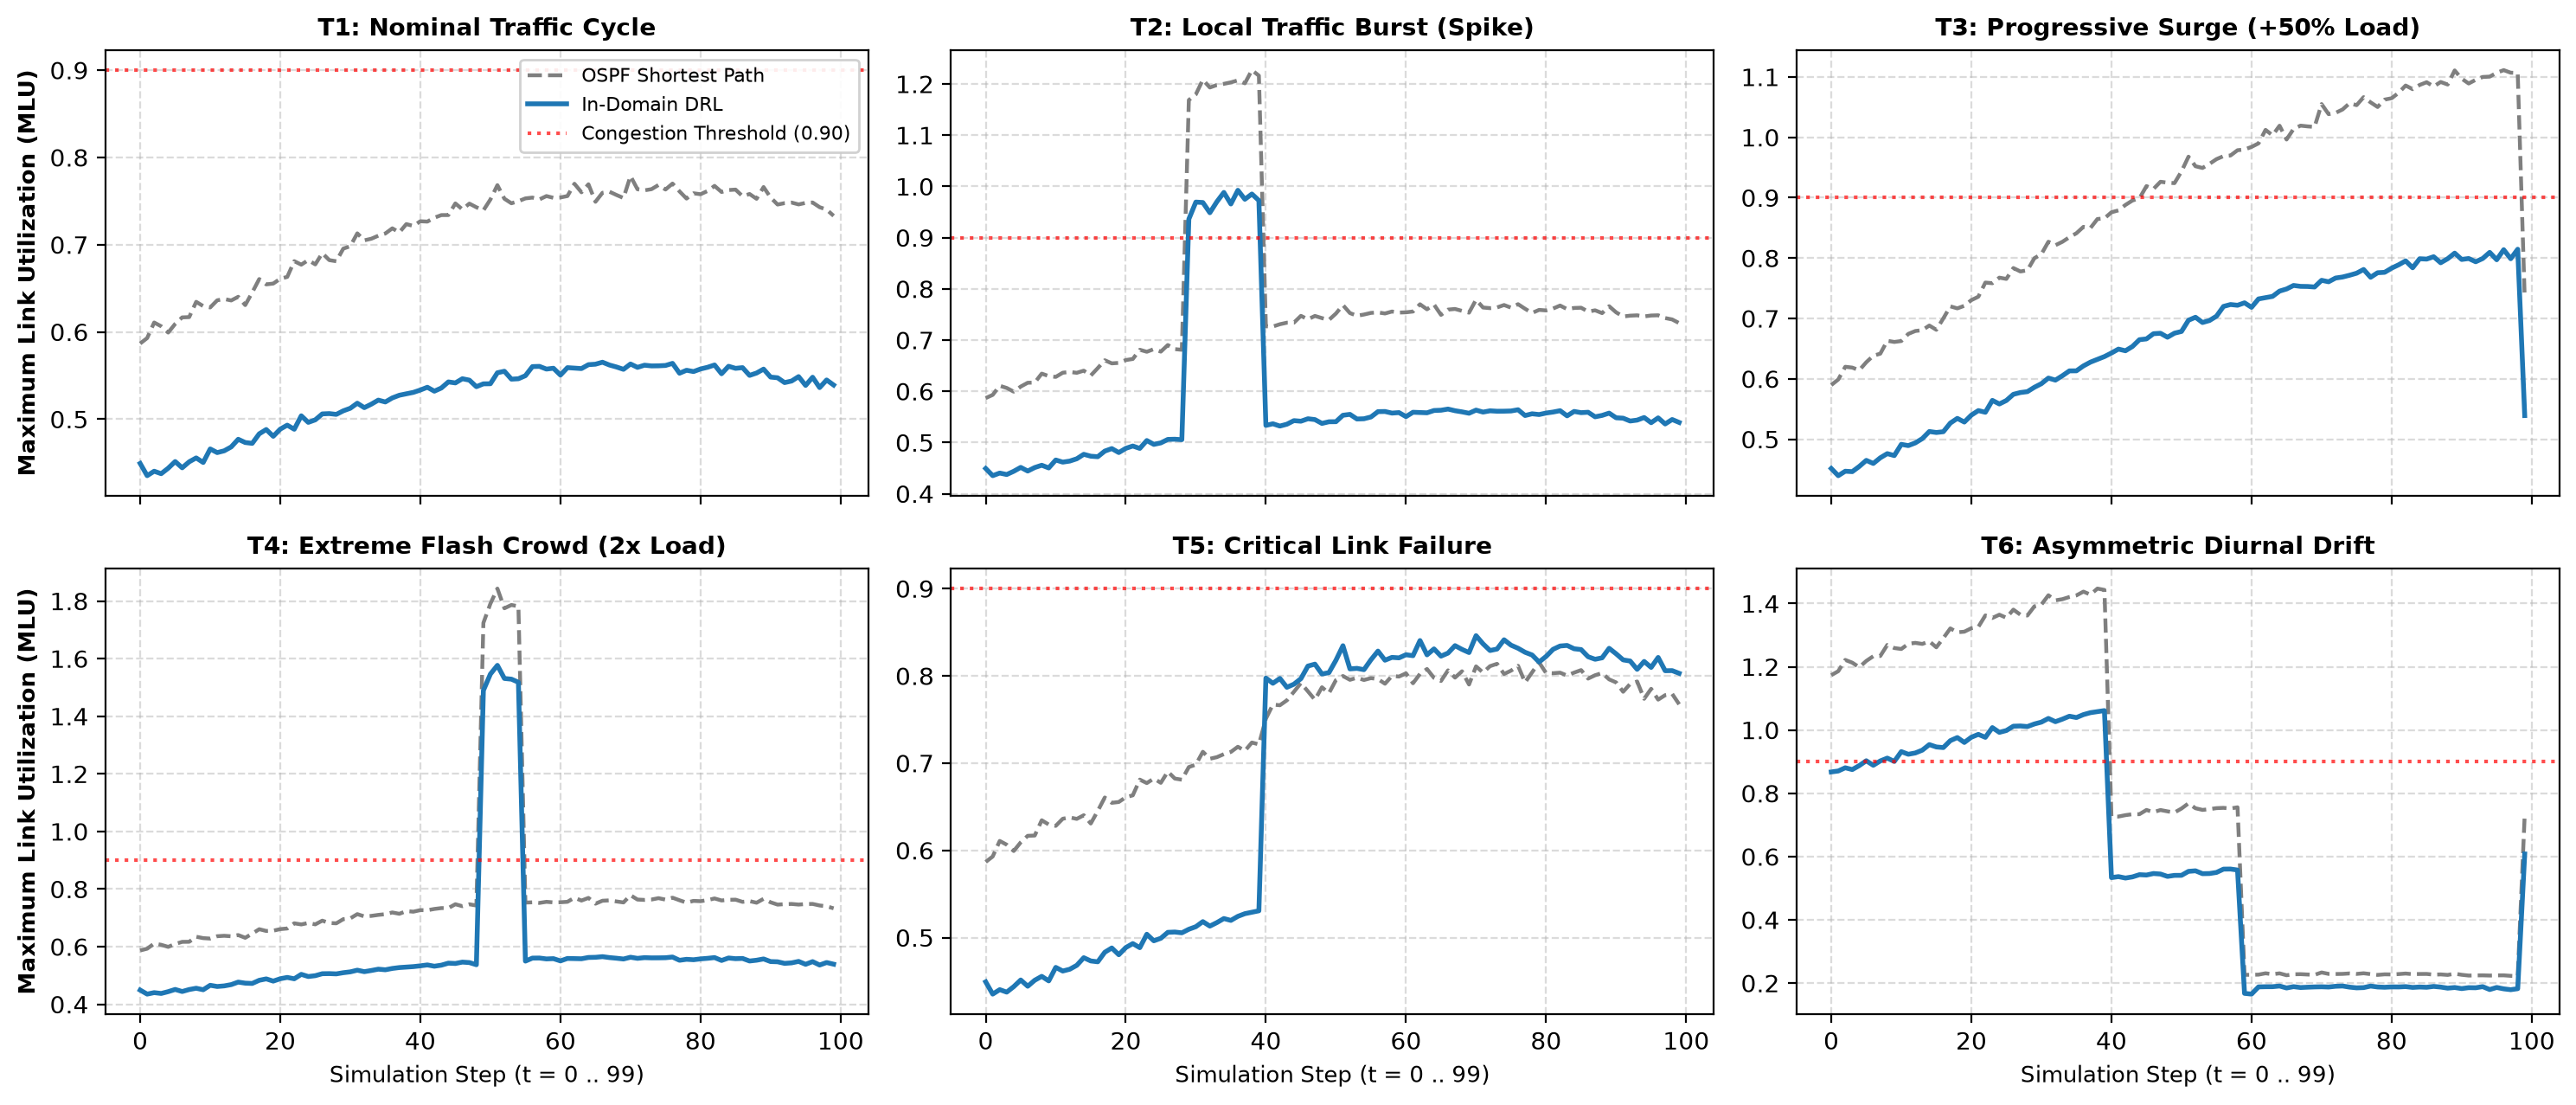 T1: Nominal Traffic Cycle
T2: Local Traffic Burst (Spike)
T3: Progressive Surge (+50% Load)
Maximum Link Utilization (MLU)
0.9
0.8
0.7
0.6
0.5
OSPF Shortest Path
In-Domain DRL
Congestion Threshold (0.90)
1.2
1.1
1.0
0.9
0.8
0.7
0.6
0.5
0.4
1.1
1.0
0.9
0.8
0.7
0.6
0.5
T4: Extreme Flash Crowd (2x Load)
T5: Critical Link Failure
T6: Asymmetric Diurnal Drift
Maximum Link Utilization (MLU)
1.8
1.6
1.4
1.2
1.0
0.8
0.6
0.4
0 20 40 60 80 100
Simulation Step (t = 0 .. 99)
0.9
0.8
0.7
0.6
0.5
0 20 40 60 80 100
Simulation Step (t = 0 .. 99)
1.4
1.2
1.0
0.8
0.6
0.4
0.2
0 20 40 60 80 100
Simulation Step (t = 0 .. 99)